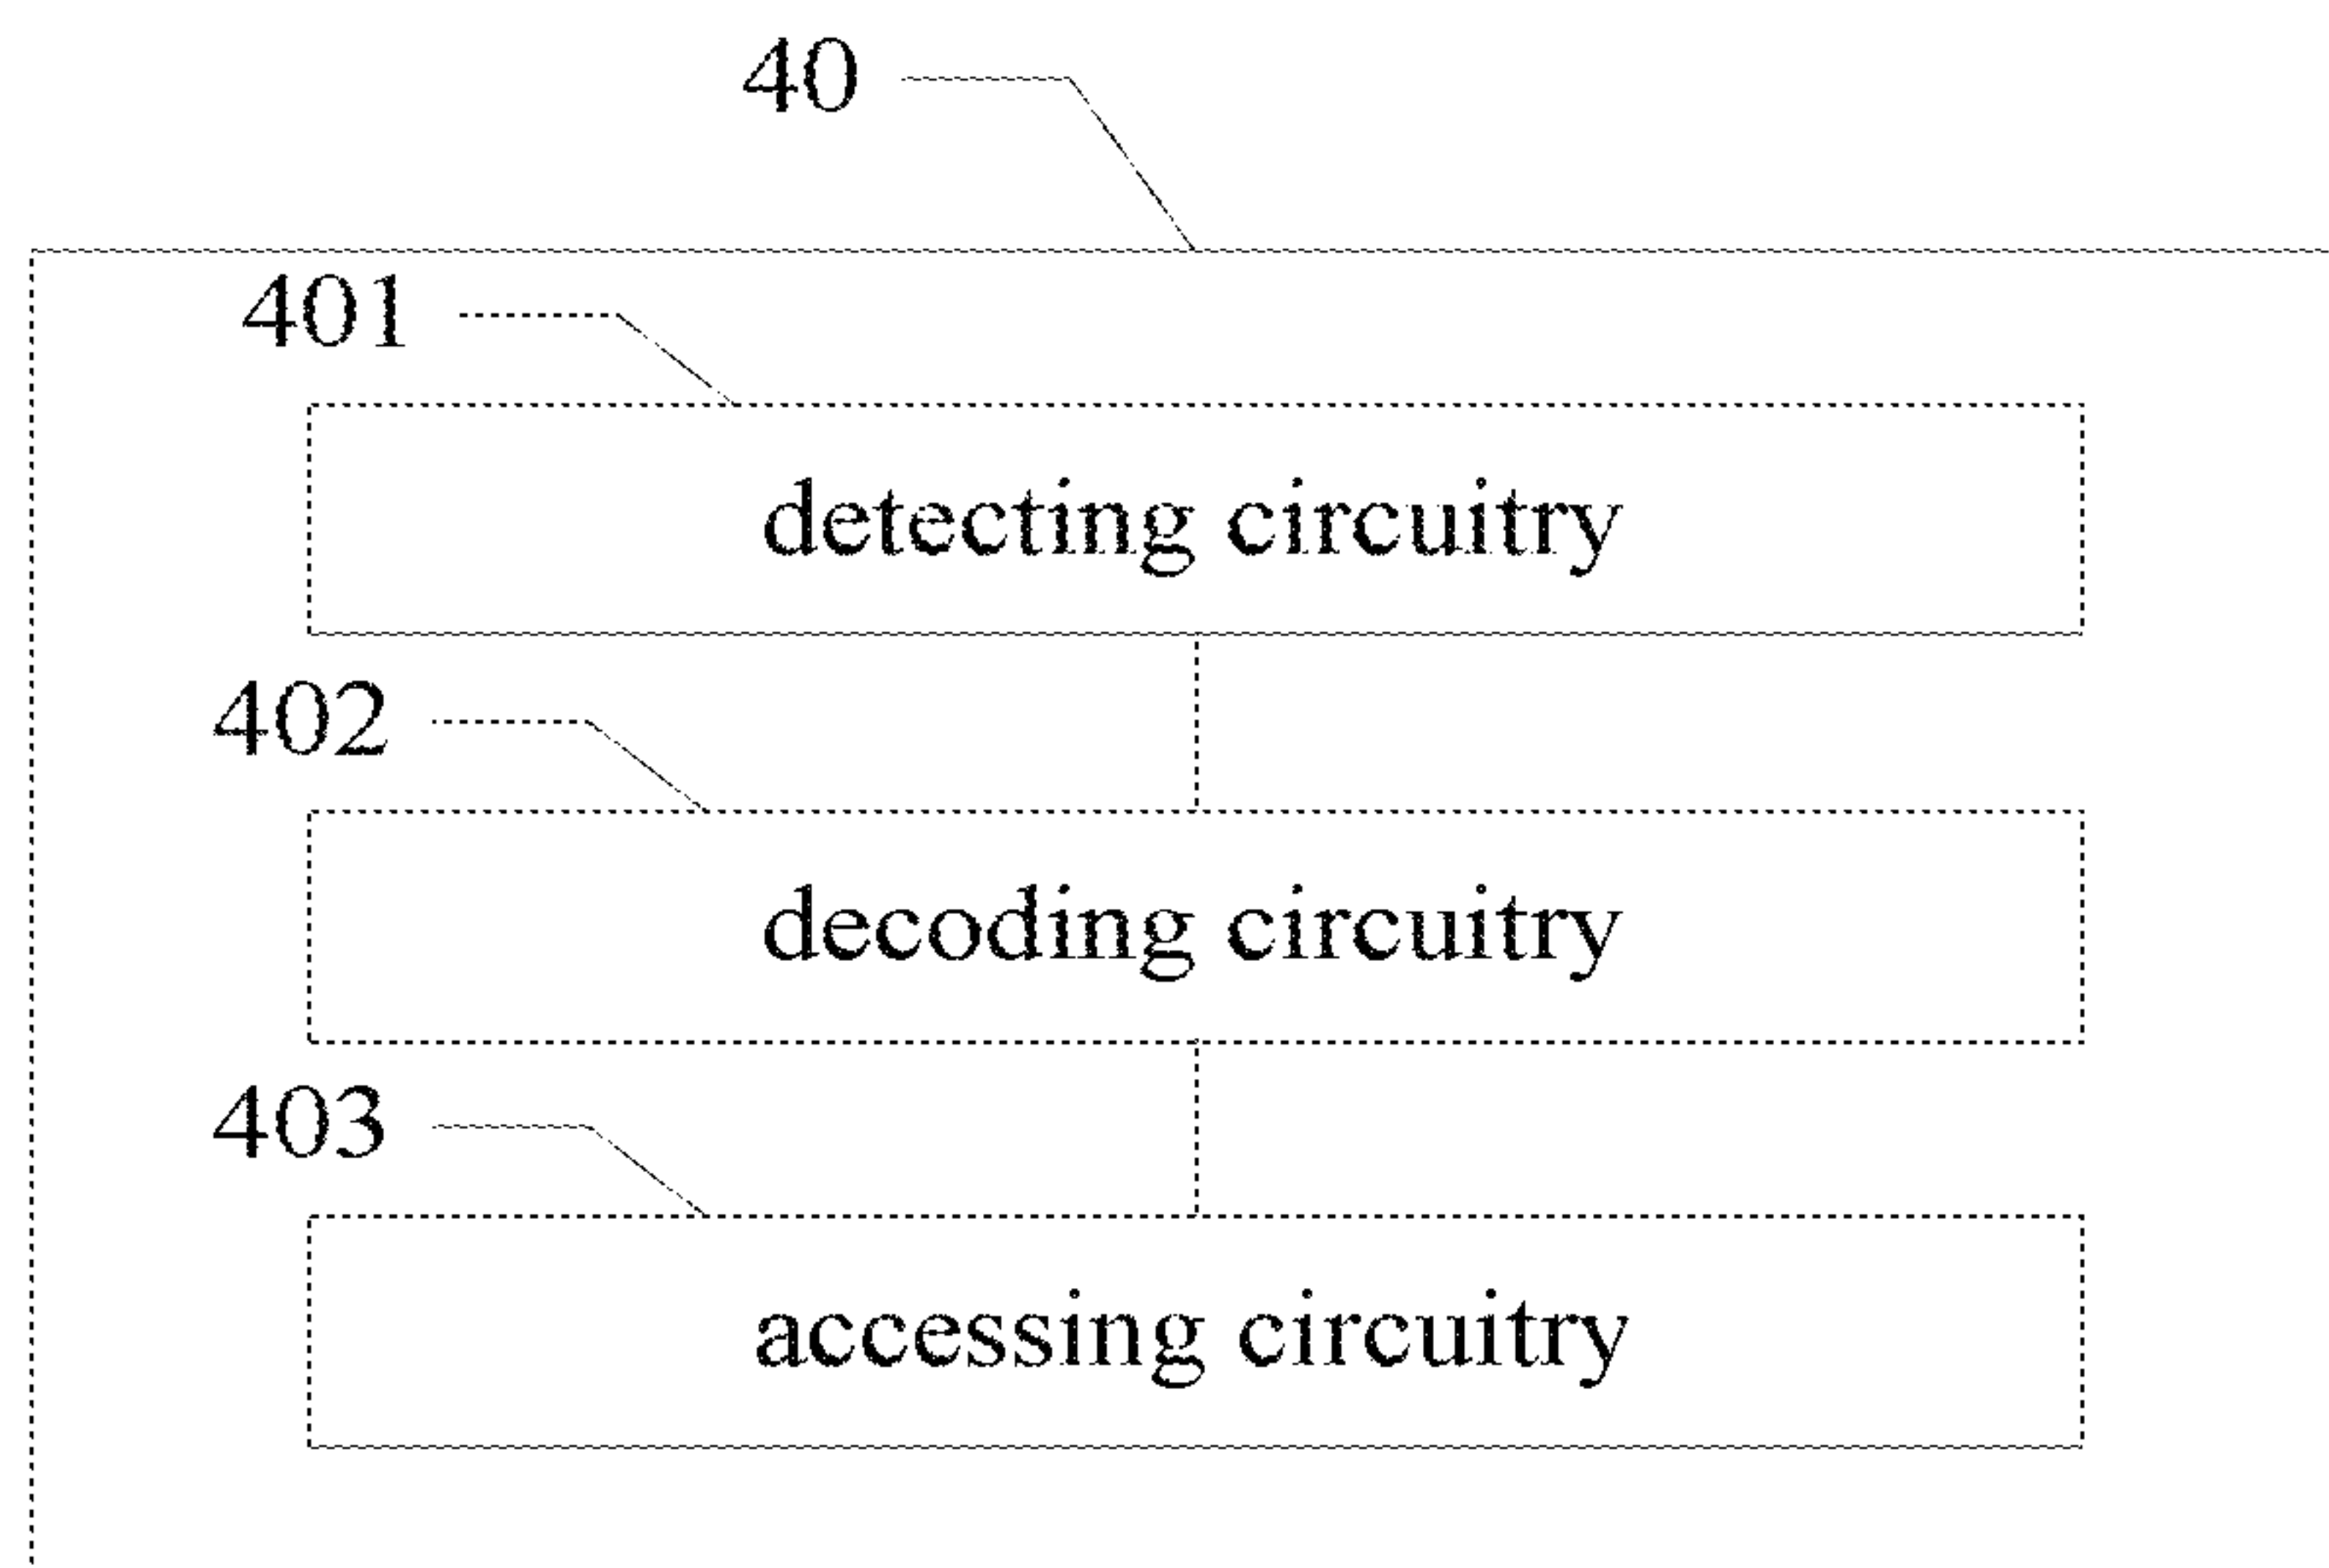 40
401
detecting circuitry
402
decoding circuitry
403
accessing circuitry